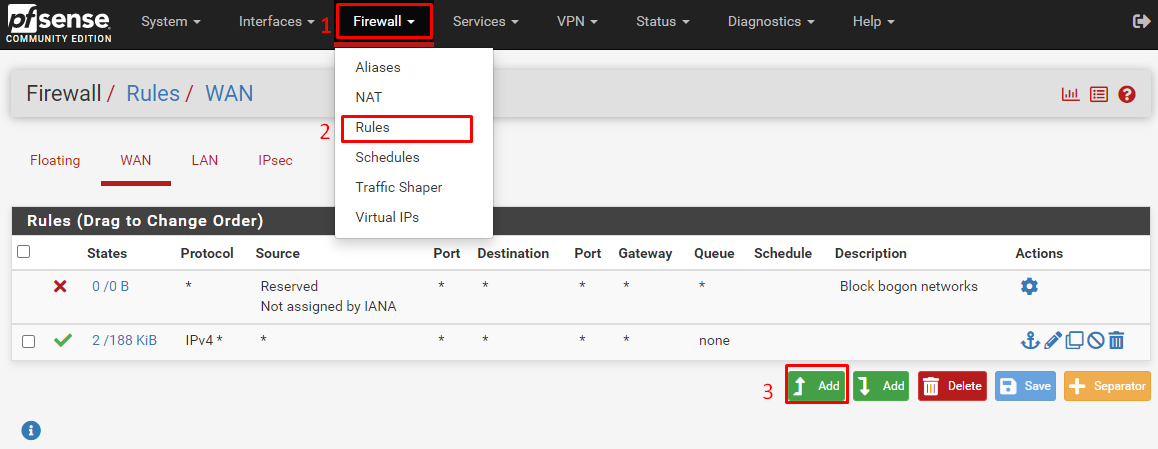 pfsense
COMMUNITY EDITION
System
Interfaces
1
Firewall
Services
VPN
Status
Diagnostics
Help
Aliases
NAT
2
Rules
Schedules
Traffic Shaper
Virtual IPs
Firewall / Rules / WAN
Floating WAN LAN IPsec
Rules (Drag to Change Order)
States Protocol Source Port Destination Port Gateway Queue Schedule Description Actions
0 /0 B * Reserved * * * * * Block bogon networks
Not assigned by IANA
2 /188 KiB IPv4 * * * * * * none
3 Add Add Delete Save Separator